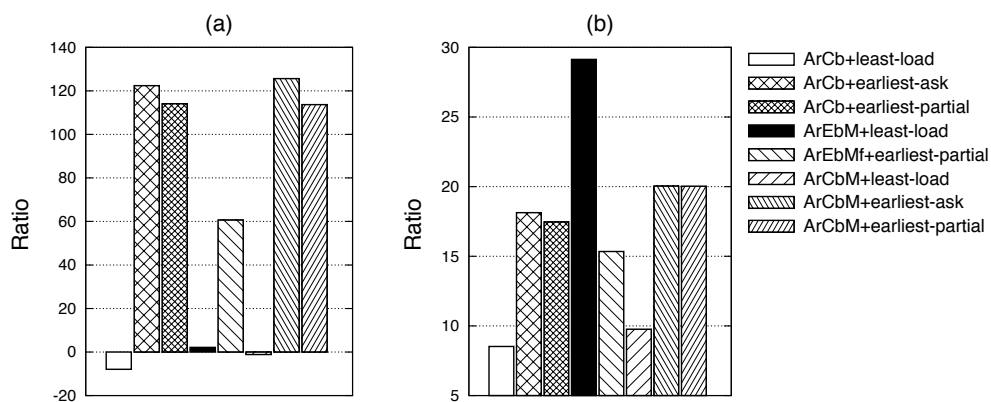 (a)
Ratio
140
120
100
80
60
40
20
0
-20
(b)
Ratio
30
25
20
15
10
5
ArCb+least-load
ArCb+earliest-ask
ArCb+earliest-partial
ArEbM+least-load
ArEbMf+earliest-partial
ArCbM+least-load
ArCbM+earliest-ask
ArCbM+earliest-partial